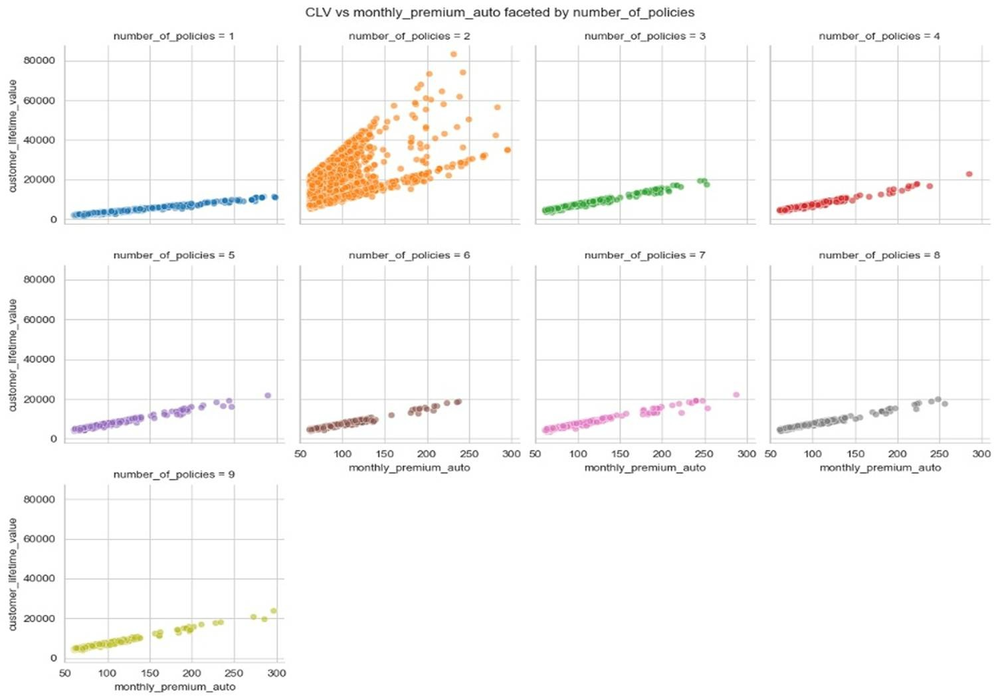 CLV vs monthly_premium_auto faceted by number_of_policies
number_of_policies = 1
number_of_policies = 2
number_of_policies = 3
number_of_policies = 4
customer_lifetime_value
80000
60000
40000
20000
0
number_of_policies = 5
number_of_policies = 6
number_of_policies = 7
number_of_policies = 8
customer_lifetime_value
80000
60000
40000
20000
0
50 100 150 200 250 300
monthly_premium_auto
50 100 150 200 250 300
monthly_premium_auto
50 100 150 200 250 300
monthly_premium_auto
number_of_policies = 9
customer_lifetime_value
80000
60000
40000
20000
0
50 100 150 200 250 300
monthly_premium_auto